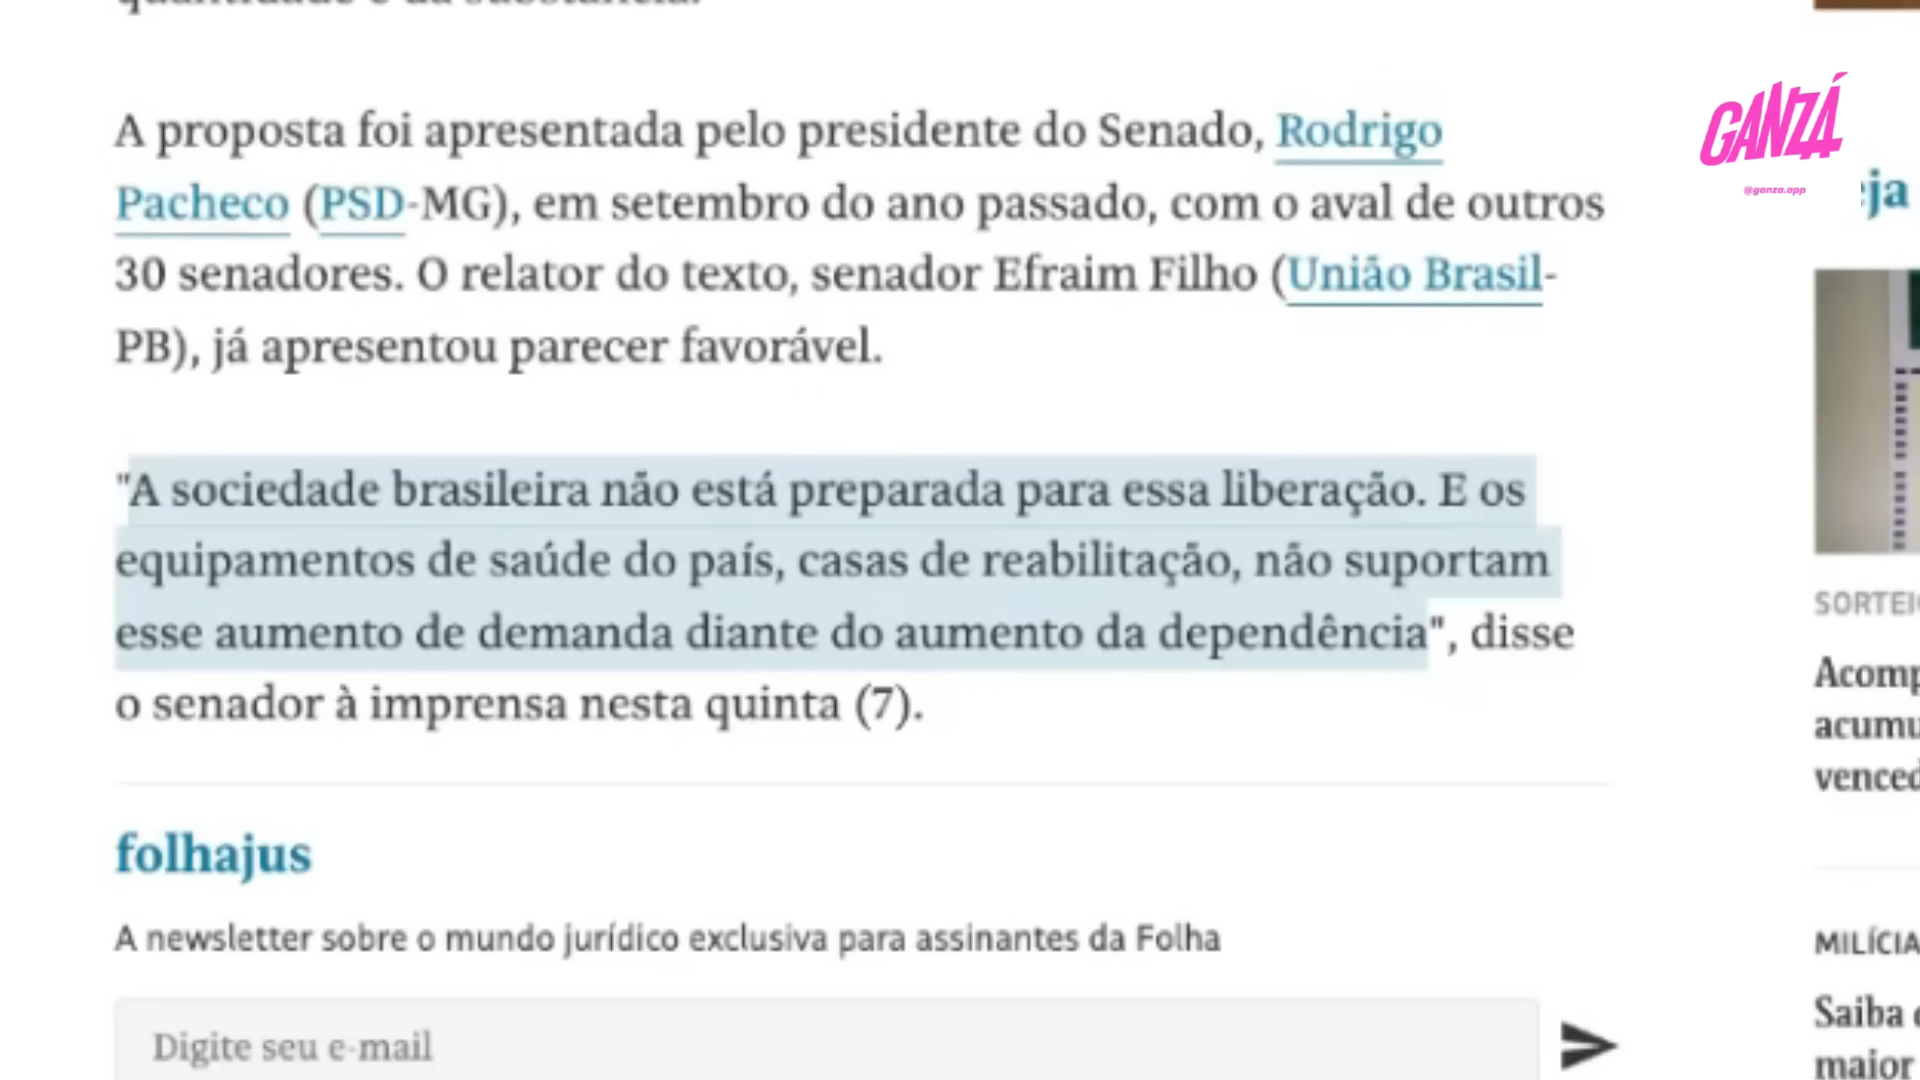 A proposta foi apresentada pelo presidente do Senado, Rodrigo
Pacheco (PSD-MG), em setembro do ano passado, com o aval de outros
30 senadores. O relator do texto, senador Efraim Filho (União Brasil-
PB), já apresentou parecer favorável.
"A sociedade brasileira não está preparada para essa liberação. E os
equipamentos de saúde do país, casas de reabilitação, não suportam
esse aumento de demanda diante do aumento da dependência", disse
o senador à imprensa nesta quinta (7).
folhajus
A newsletter sobre o mundo jurídico exclusiva para assinantes da Folha
Digite seu e-mail
GANZÁ
@ganza.app
ja
SORTEI
Acomp
acumu
venced
MILÍCIA
Saiba
maior